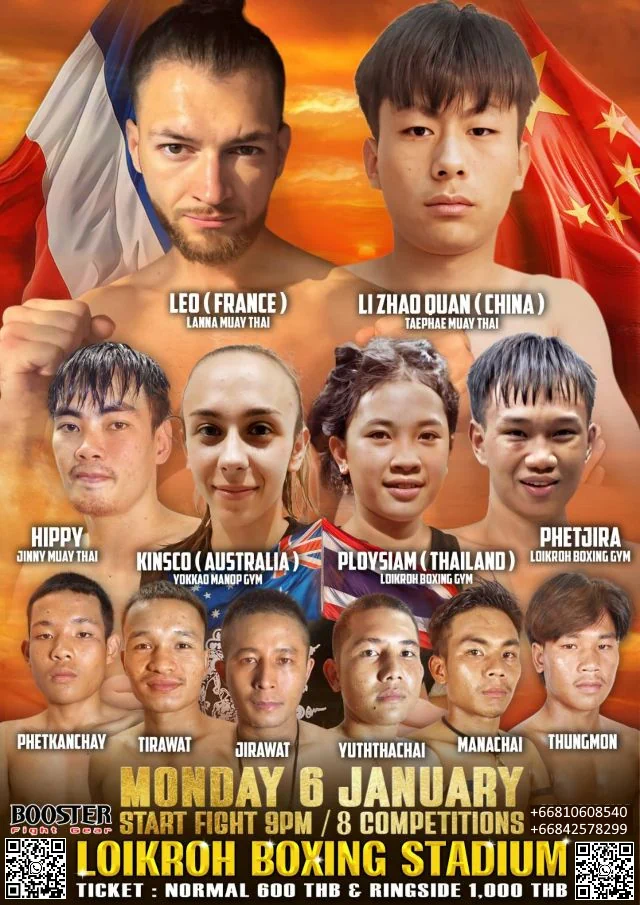 LEO ( FRANCE )
LANNA MUAY THAI
LI ZHAO QUAN ( CHINA )
TAEPHAE MUAY THAI
HIPPY
JINNY MUAY THAI
KINSCO ( AUSTRALIA )
YOKKAO MANOP GYM
PLOYSIAM ( THAILAND )
LOIKROH BOXING GYM
PHETJIRA
LOIKROH BOXING GYM
PHETKANCHAY
TIRAWAT
JIRAWAT
YUTHTHACHAI
MANACHAI
THUNGMON
MONDAY 6 JANUARY
BOOSTER
Fight Gear
START FIGHT 9PM / 8 COMPETITIONS
+66810608540
+66842578299
LOIKROH BOXING STADIUM
TICKET : NORMAL 600 THB & RINGSIDE 1,000 THB